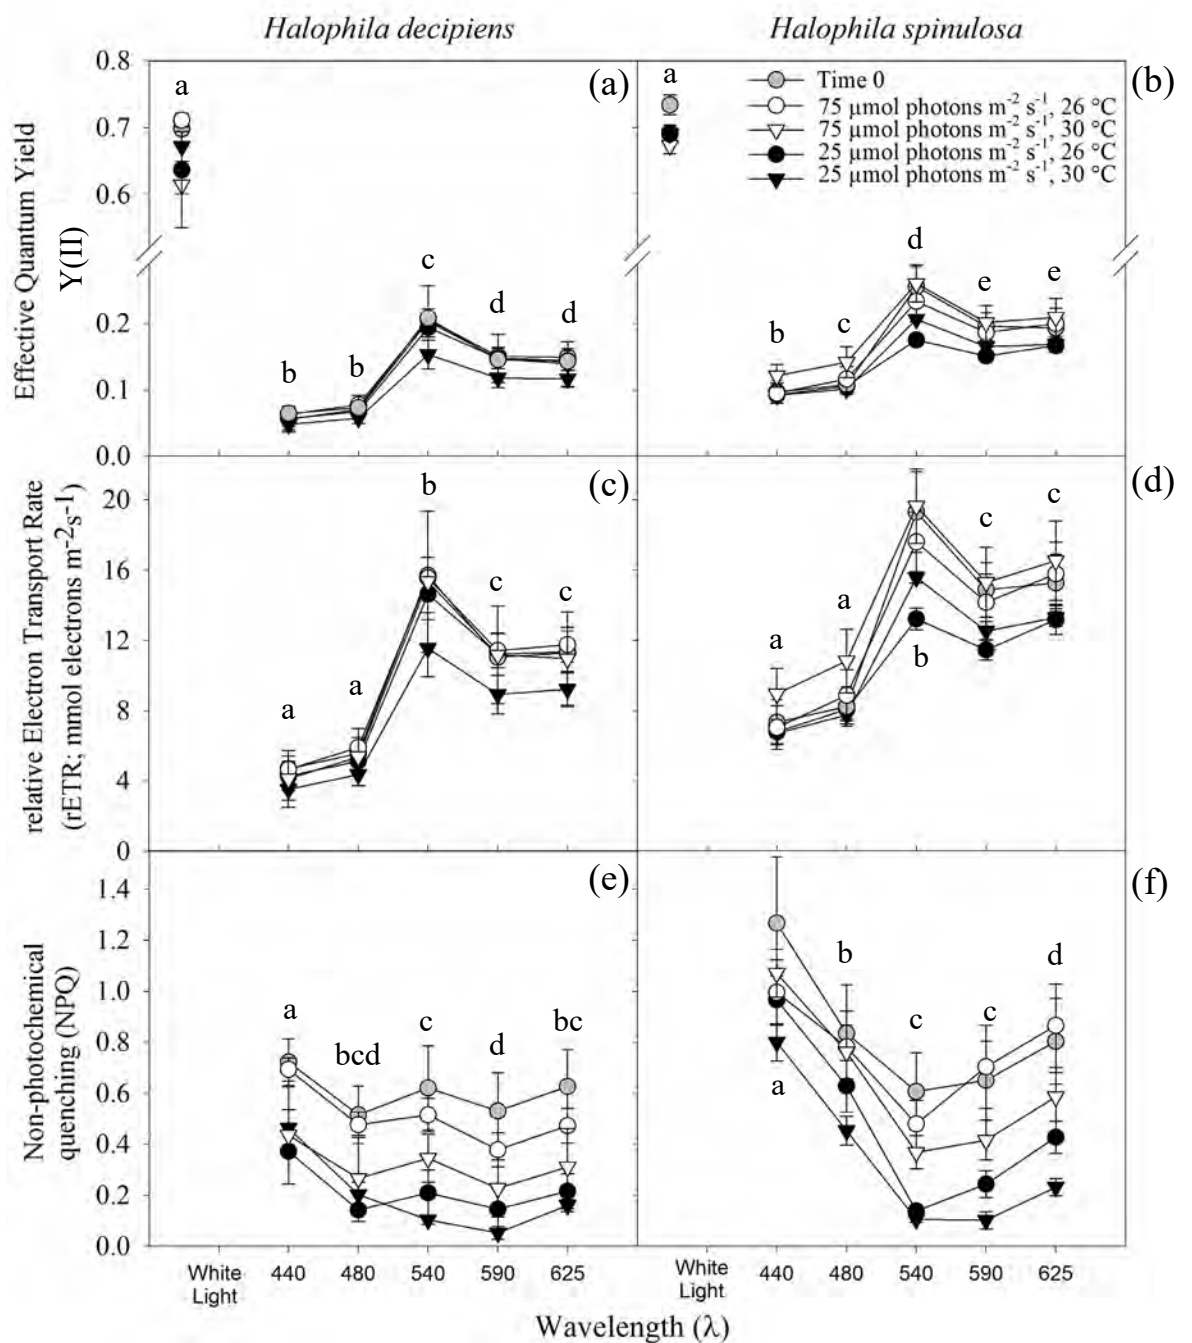 Halophila decipiens
Halophila spinulosa
Effective Quantum Yield
Y(II)
0.8
0.7
0.6
0.2
0.1
0.0
a
(a)
b
b
c
d
d
a
(b)
Time 0
75 µmol photons m⁻² s⁻¹, 26 °C
75 µmol photons m⁻² s⁻¹, 30 °C
25 µmol photons m⁻² s⁻¹, 26 °C
25 µmol photons m⁻² s⁻¹, 30 °C
b
c
d
e
e
relative Electron Transport Rate
(rETR; mmol electrons m⁻²s⁻¹)
20
16
12
8
4
0
(c)
a
a
b
c
c
(d)
a
a
b
c
c
Non-photochemical
quenching (NPQ)
1.4
1.2
1.0
0.8
0.6
0.4
0.2
0.0
(e)
a
bcd
c
d
bc
(f)
a
b
c
c
d
White
Light
440
480
540
590
625
White
Light
440
480
540
590
625
Wavelength (λ)